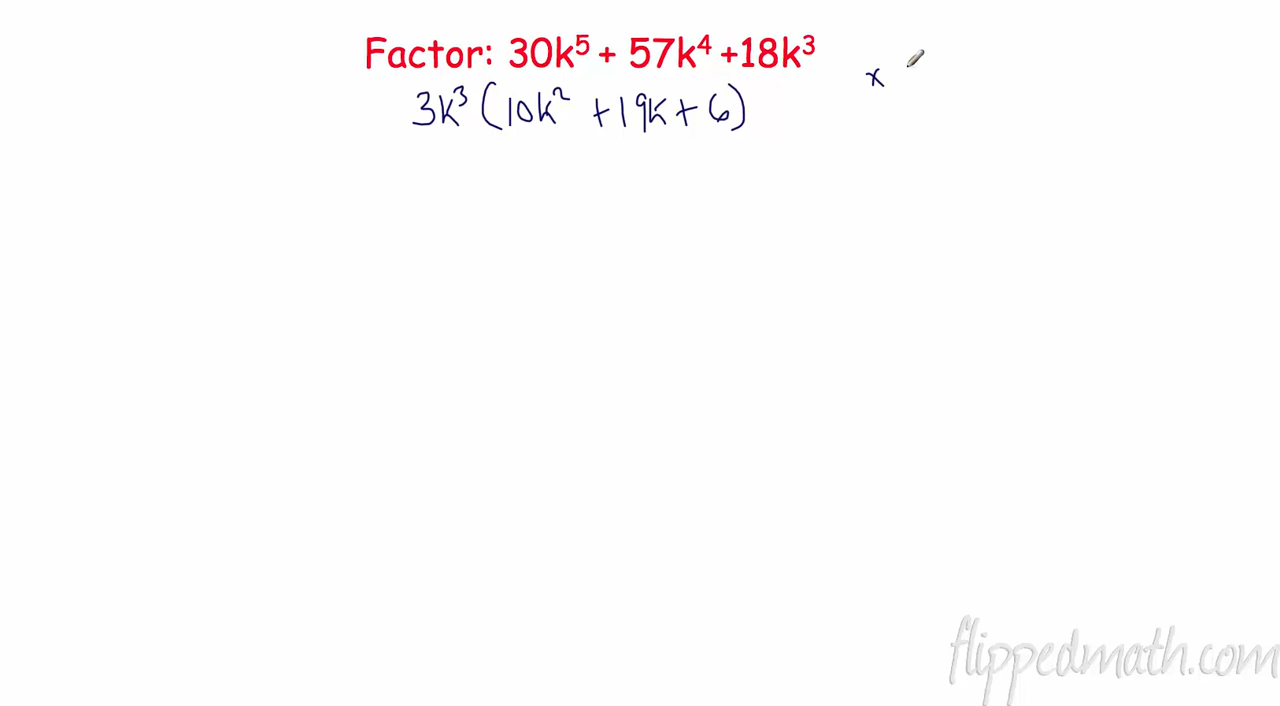 Factor: 30k⁵ + 57k⁴ +18k³
x
3k³ (10k² + 19k + 6)
flippedmath.com